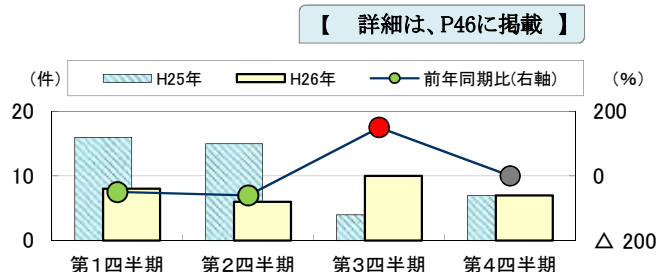 【　詳細は、P46に掲載　】
（件） H25年 H26年 前年同期比(右軸) （％）
20 200
10 0
0 △ 200
第１四半期 第２四半期 第３四半期 第４四半期